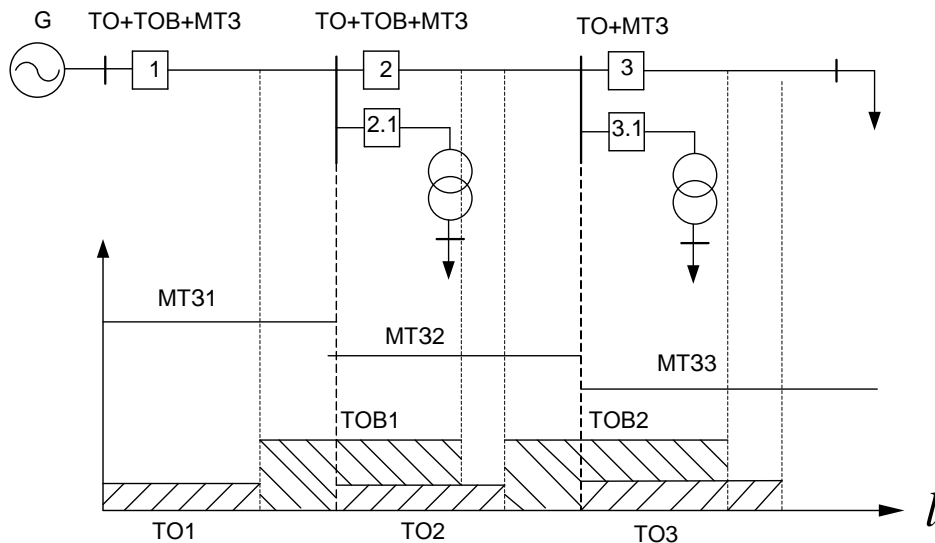 G
ТО+ТОВ+МТЗ
ТО+ТОВ+МТЗ
ТО+МТЗ
1
2
3
2.1
3.1
МТЗ1
МТЗ2
МТЗ3
ТОВ1
ТОВ2
ТО1
ТО2
ТО3
l